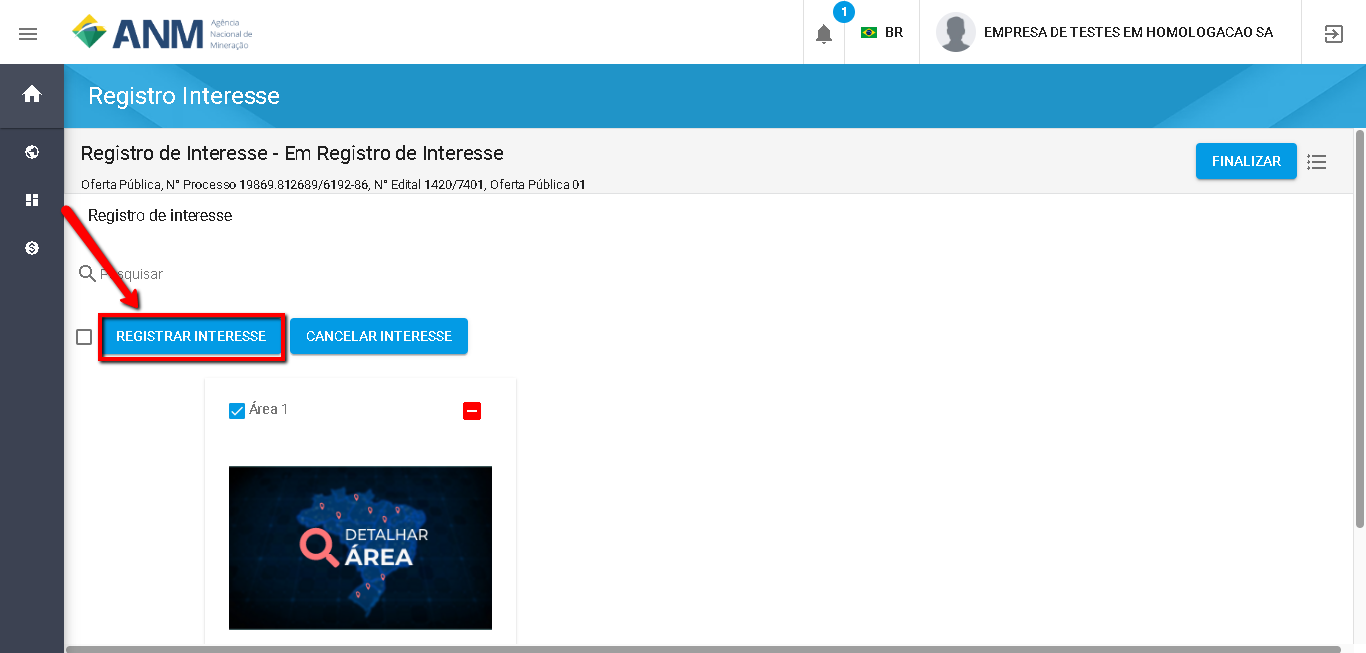 ANM
Agência
Nacional de
Mineração
1
BR
EMPRESA DE TESTES EM HOMOLOGACAO SA
Registro Interesse
Registro de Interesse - Em Registro de Interesse
FINALIZAR
Oferta Pública, N° Processo 19869.812689/6192-86, N° Edital 1420/7401, Oferta Pública 01
Registro de interesse
Pesquisar
REGISTRAR INTERESSE
CANCELAR INTERESSE
Área 1
DETALHAR
ÁREA